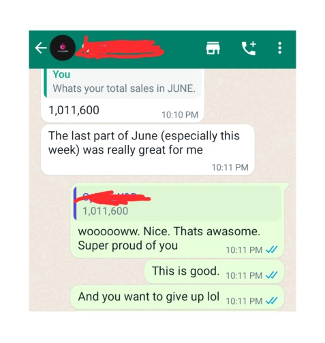 You
Whats your total sales in JUNE.
1,011,600
10:10 PM
The last part of June (especially this
week) was really great for me
10:11 PM
1,011,600
woooooww. Nice. Thats awasome.
Super proud of you
10:11 PM
This is good. 10:11 PM
And you want to give up lol 10:11 PM